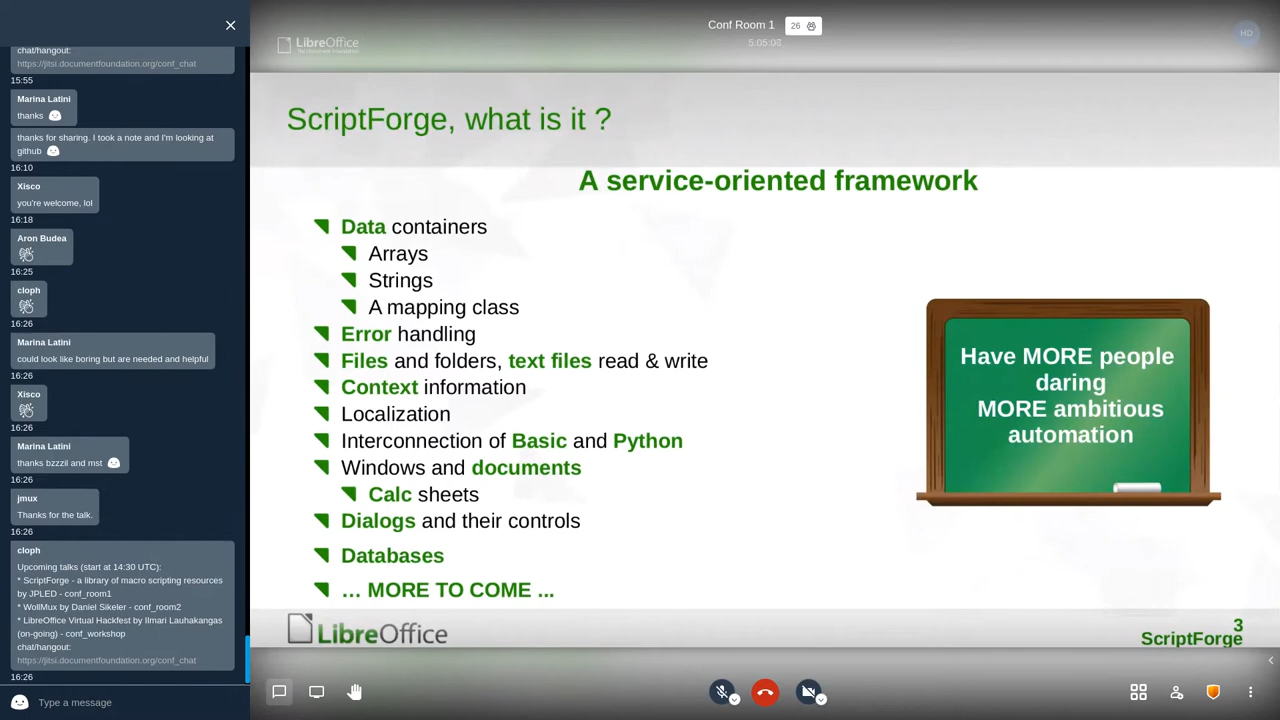 chat/hangout:
https://jitsi.documentfoundation.org/conf_chat
15:55
Marina Latini
thanks
thanks for sharing. I took a note and I'm looking at
github
16:10
Xisco
you're welcome, lol
16:18
Aron Budea
16:25
cloph
16:26
Marina Latini
could look like boring but are needed and helpful
16:26
Xisco
16:26
Marina Latini
thanks bzzzil and mst
16:26
jmux
Thanks for the talk.
16:26
cloph
Upcoming talks (start at 14:30 UTC):
* ScriptForge - a library of macro scripting resources
by JPLED - conf_room1
* WollMux by Daniel Sikeler - conf_room2
* LibreOffice Virtual Hackfest by Ilmari Lauhakangas
(on-going) - conf_workshop
chat/hangout:
https://jitsi.documentfoundation.org/conf_chat
16:26
Type a message
LibreOffice
The Document Foundation
Conf Room 1
26
5:05:08
HD
ScriptForge, what is it ?
A service-oriented framework
Data containers
Arrays
Strings
A mapping class
Error handling
Files and folders, text files read & write
Context information
Localization
Interconnection of Basic and Python
Windows and documents
Calc sheets
Dialogs and their controls
Databases
... MORE TO COME ...
Have MORE people
daring
MORE ambitious
automation
LibreOffice
3
ScriptForge